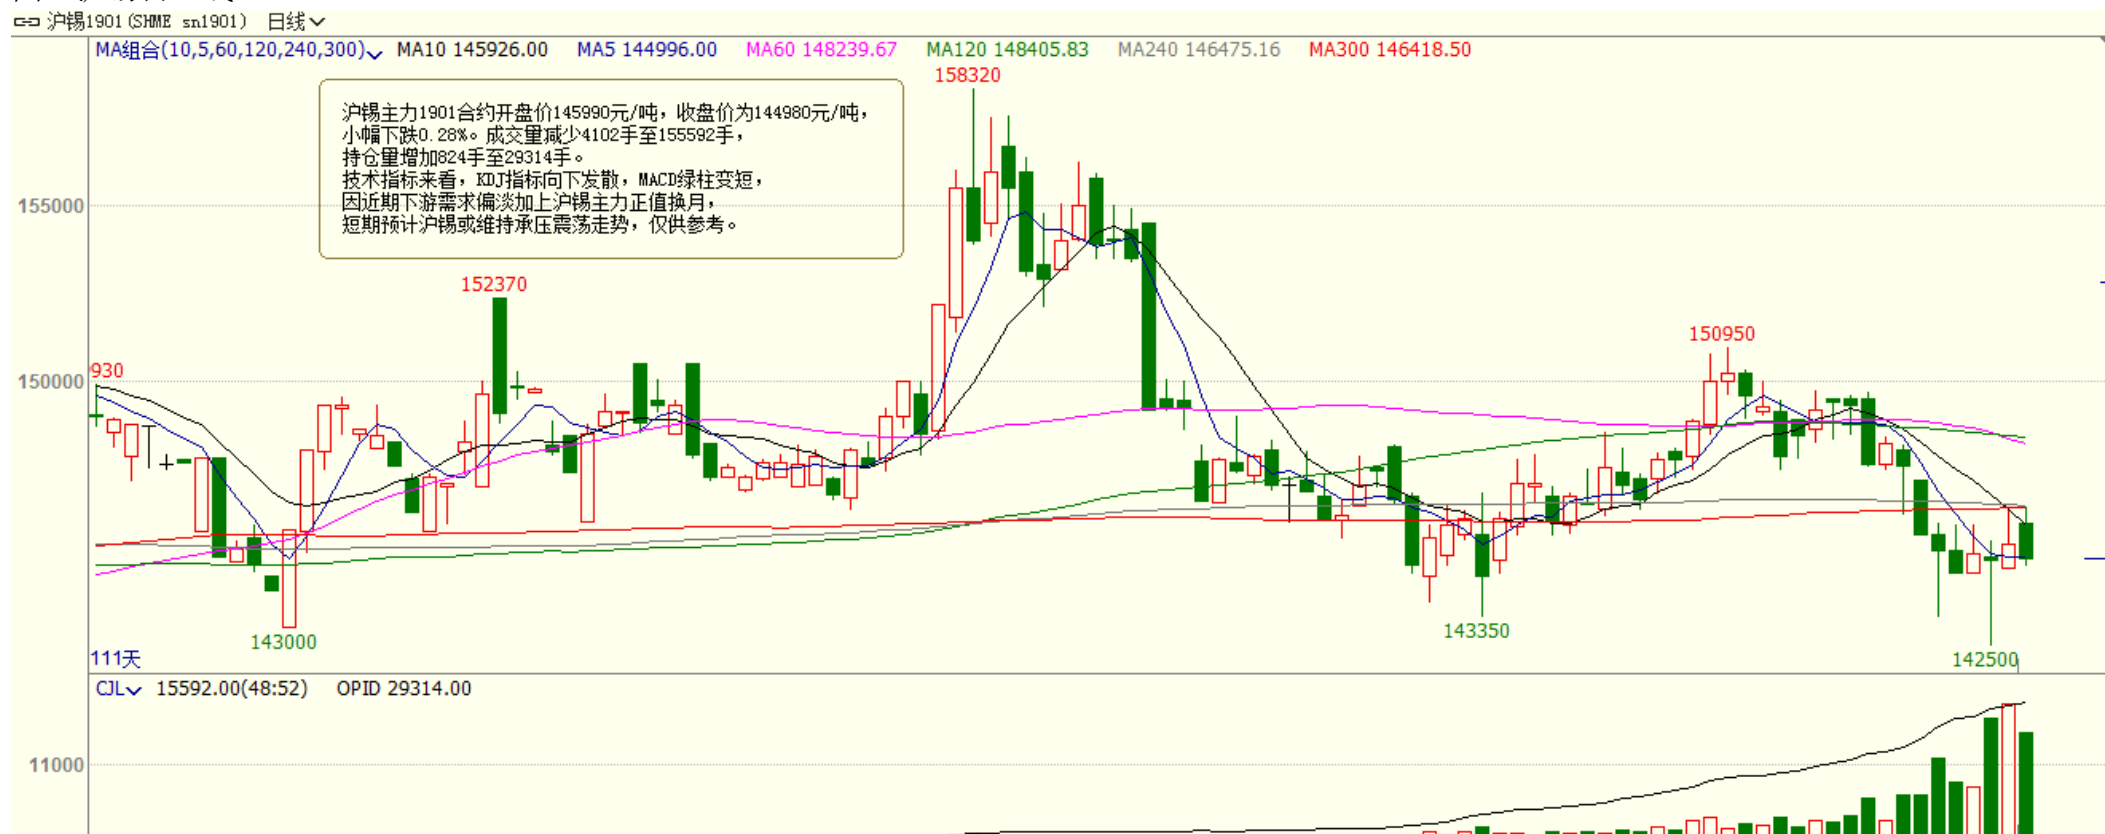 沪锡1901(SHME sn1901) 日线
MA组合(10,5,60,120,240,300) MA10 145926.00 MA5 144996.00 MA60 148239.67 MA120 148405.83 MA240 146475.16 MA300 146418.50
158320
沪锡主力1901合约开盘价145990元/吨，收盘价为144980元/吨，
小幅下跌0.28%。成交量减少4102手至155592手，
持仓量增加824手至29314手。
技术指标来看，KDJ指标向下发散，MACD绿柱变短，
因近期下游需求偏淡加上沪锡主力正值换月，
短期预计沪锡或维持承压震荡走势，仅供参考。
155000
152370
150950
930
150000
143350
143000
142500
111天
CJL 15592.00(48:52) OPID 29314.00
11000